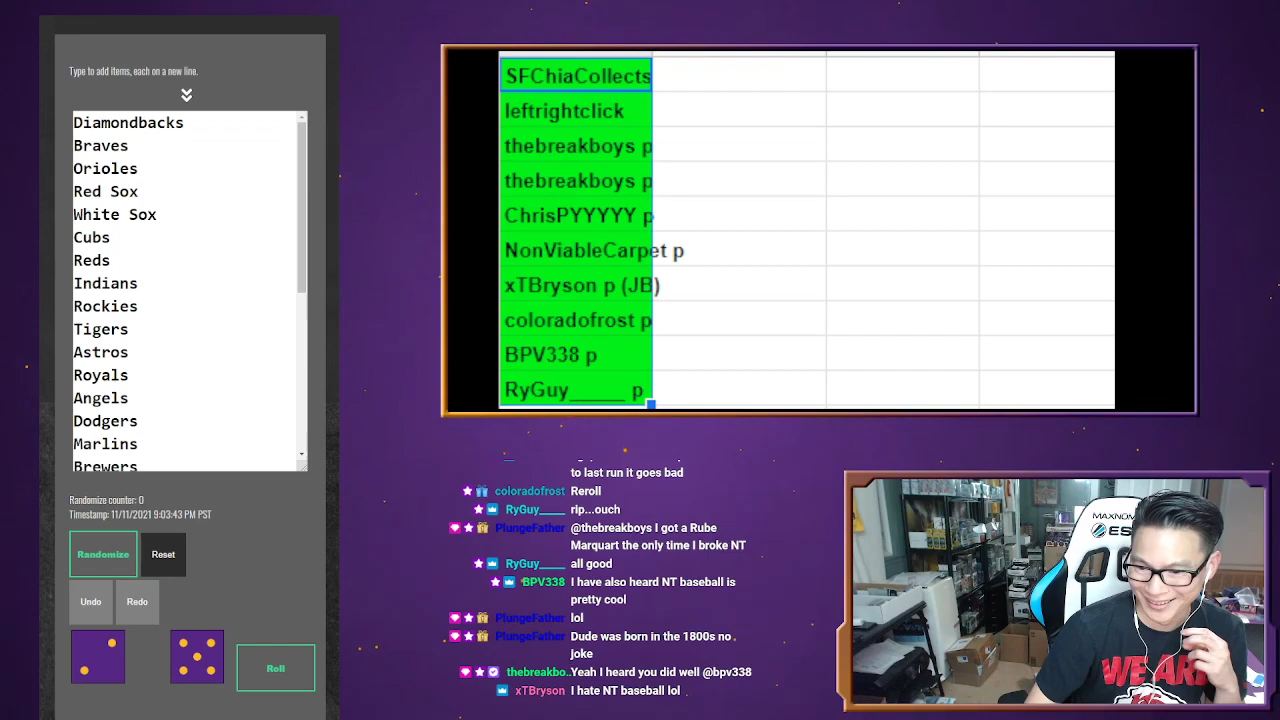 Type to add items, each on a new line.
Diamondbacks
Braves
Orioles
Red Sox
White Sox
Cubs
Reds
Indians
Rockies
Tigers
Astros
Royals
Angels
Dodgers
Marlins
Brewers
Randomize counter: 0
Timestamp: 11/11/2021 9:03:43 PM PST
Randomize
Reset
Undo
Redo
Roll
SFChiaCollects
leftrightclick
thebreakboys p
thebreakboys p
ChrisPYYYYY p
NonViableCarpet p
xTBryson p (JB)
coloradofrost p
BPV338 p
RyGuy_____ p
to last run it goes bad
coloradofrost Reroll
RyGuy____ rip...ouch
PlungeFather @thebreakboys I got a Rube
Marquart the only time I broke NT
RyGuy____ all good
BPV338 I have also heard NT baseball is
pretty cool
PlungeFather lol
PlungeFather Dude was born in the 1800s no
joke
thebreakbo.. Yeah I heard you did well @bpv338
xTBryson I hate NT baseball lol
MAXNOM
ES
WE ARE